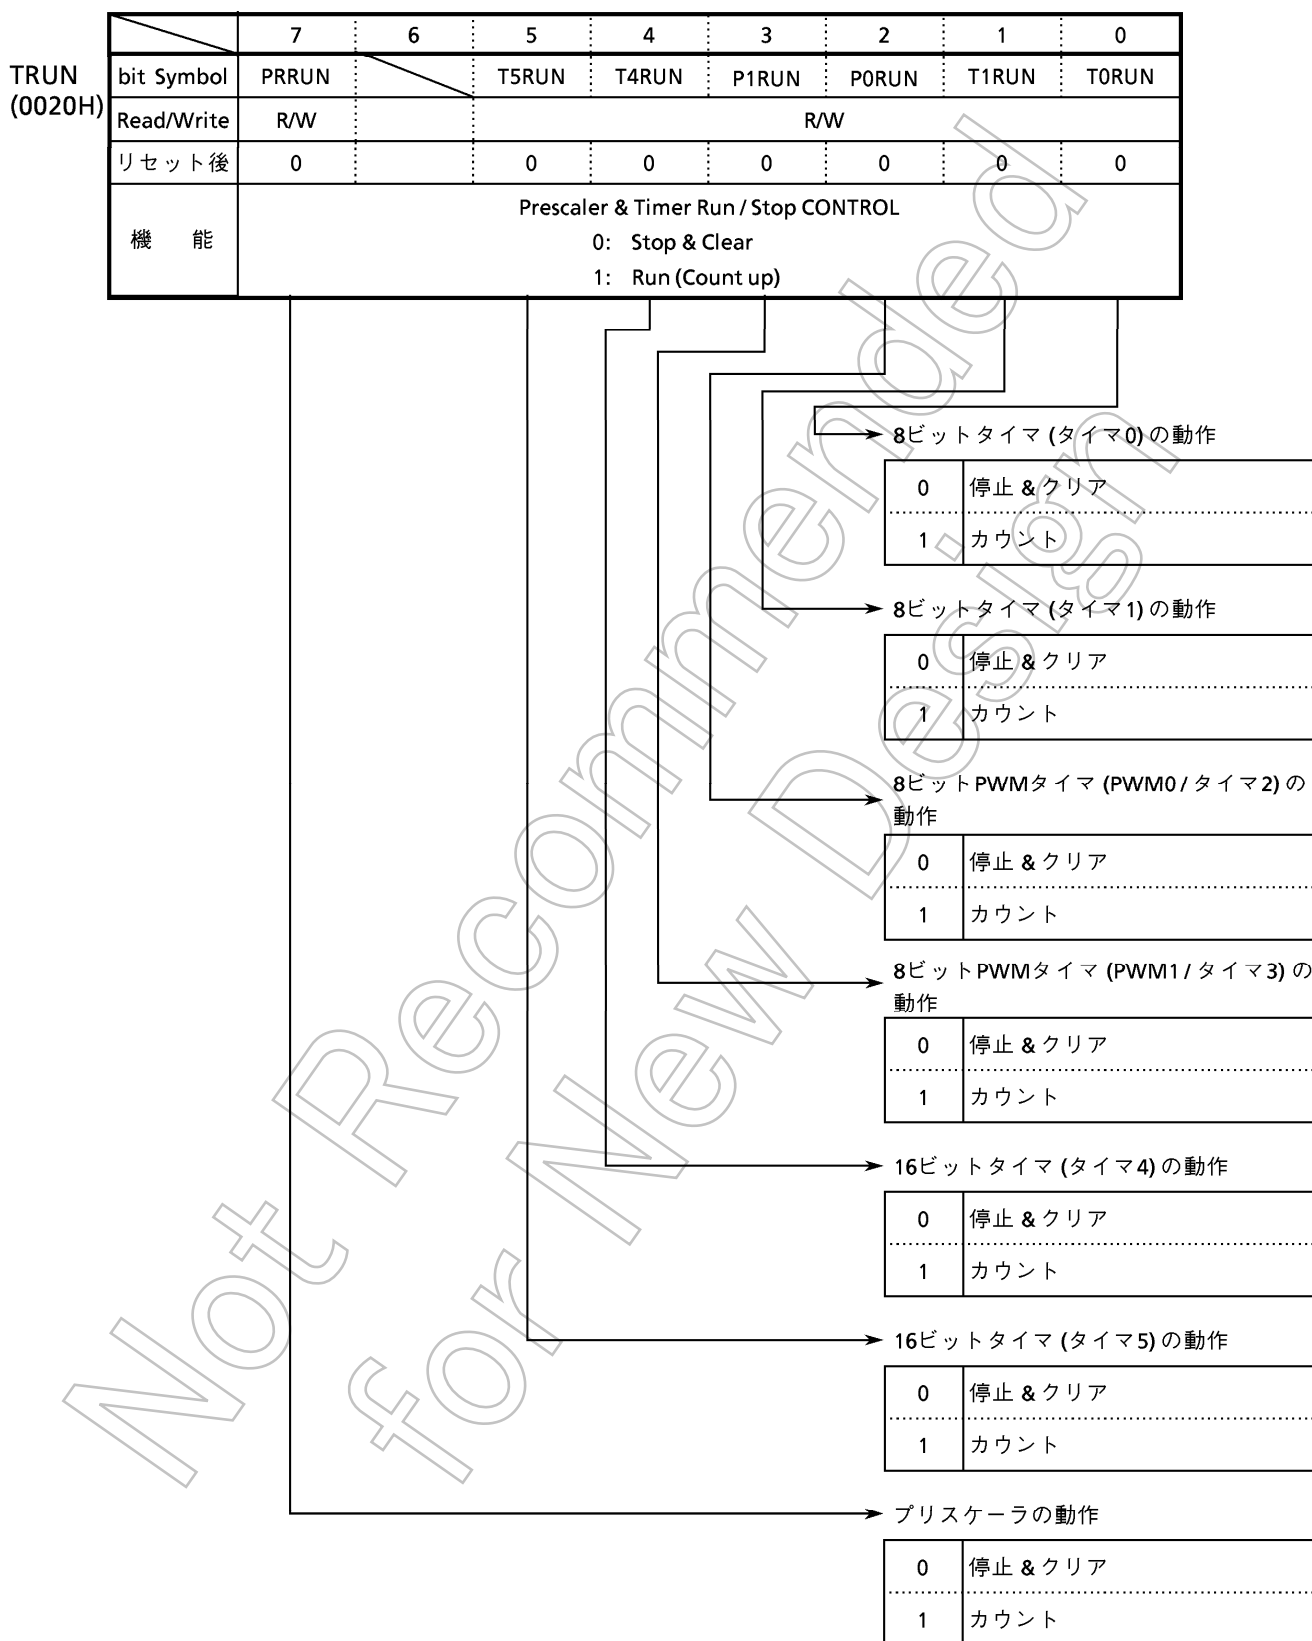 7 6 5 4 3 2 1 0
TRUN
(0020H)
bit Symbol PRRUN T5RUN T4RUN P1RUN P0RUN T1RUN T0RUN
Read/Write R/W R/W
リセット後 0 0 0 0 0 0 0
機 能
Prescaler & Timer Run / Stop CONTROL
0: Stop & Clear
1: Run (Count up)
8ビットタイマ (タイマ0) の動作
0 停止 & クリア
1 カウント
8ビットタイマ (タイマ1) の動作
0 停止 & クリア
1 カウント
8ビットPWMタイマ (PWM0 / タイマ2) の
動作
0 停止 & クリア
1 カウント
8ビットPWMタイマ (PWM1 / タイマ3) の
動作
0 停止 & クリア
1 カウント
16ビットタイマ (タイマ4) の動作
0 停止 & クリア
1 カウント
16ビットタイマ (タイマ5) の動作
0 停止 & クリア
1 カウント
プリスケーラの動作
0 停止 & クリア
1 カウント
Not Recommended
for New Design